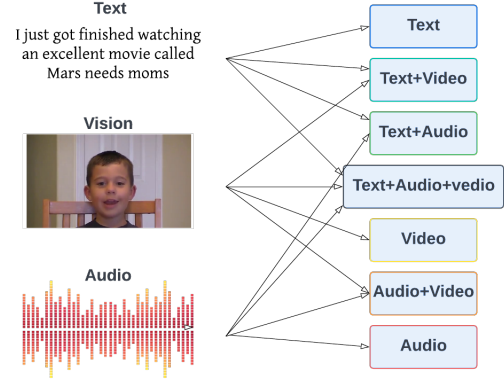 Text
I just got finished watching
an excellent movie called
Mars needs moms
Vision
Audio
Text
Text+Video
Text+Audio
Text+Audio+vedio
Video
Audio+Video
Audio